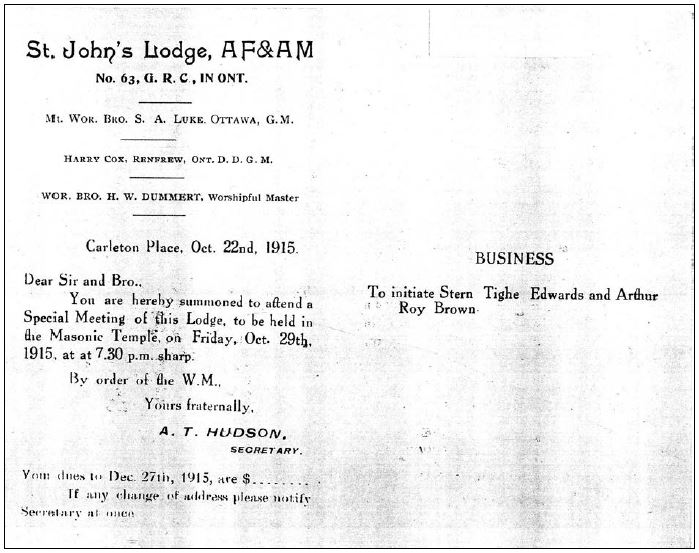 St. John's Lodge, AF&AM
No. 63, G. R. C., IN ONT.
Mt. WOR. BRO. S. A. LUKE. OTTAWA, G.M.
HARRY COX, RENFREW, ONT. D. D. G. M.
WOR. BRO. H. W. DUMMERT, Worshipful Master
Carleton Place, Oct. 22nd, 1915.
Dear Sir and Bro.,
You are hereby summoned to attend a
Special Meeting of this Lodge, to be held in
the Masonic Temple, on Friday, Oct. 29th,
1915, at at 7.30 p.m. sharp.
By order of the W.M.,
Yours fraternally,
A. T. HUDSON,
SECRETARY.
Your dues to Dec. 27th, 1915, are $........
If any change of address please notify
Secretary at once
BUSINESS
To initiate Stern Tighe Edwards and Arthur
Roy Brown